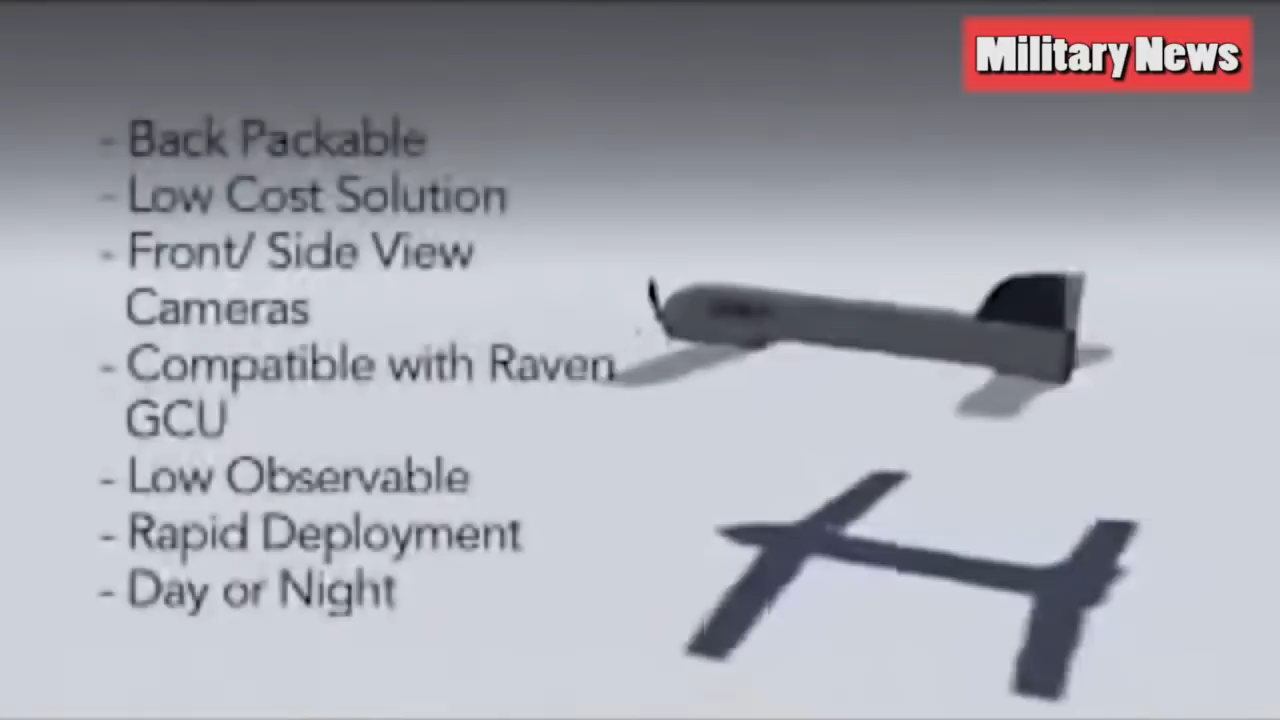 Military News
- Back Packable
- Low Cost Solution
- Front/ Side View
Cameras
- Compatible with Raven
GCU
- Low Observable
- Rapid Deployment
- Day or Night